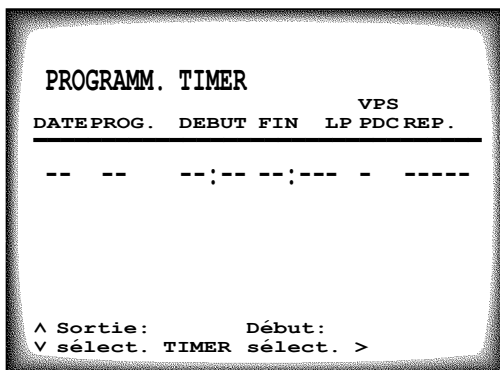 PROGRAMM. TIMER
VPS
DATE PROG. DEBUT FIN LP PDC REP.
-- -- --:-- --:--- - -----
^ Sortie: Début:
v sélect. TIMER sélect. >